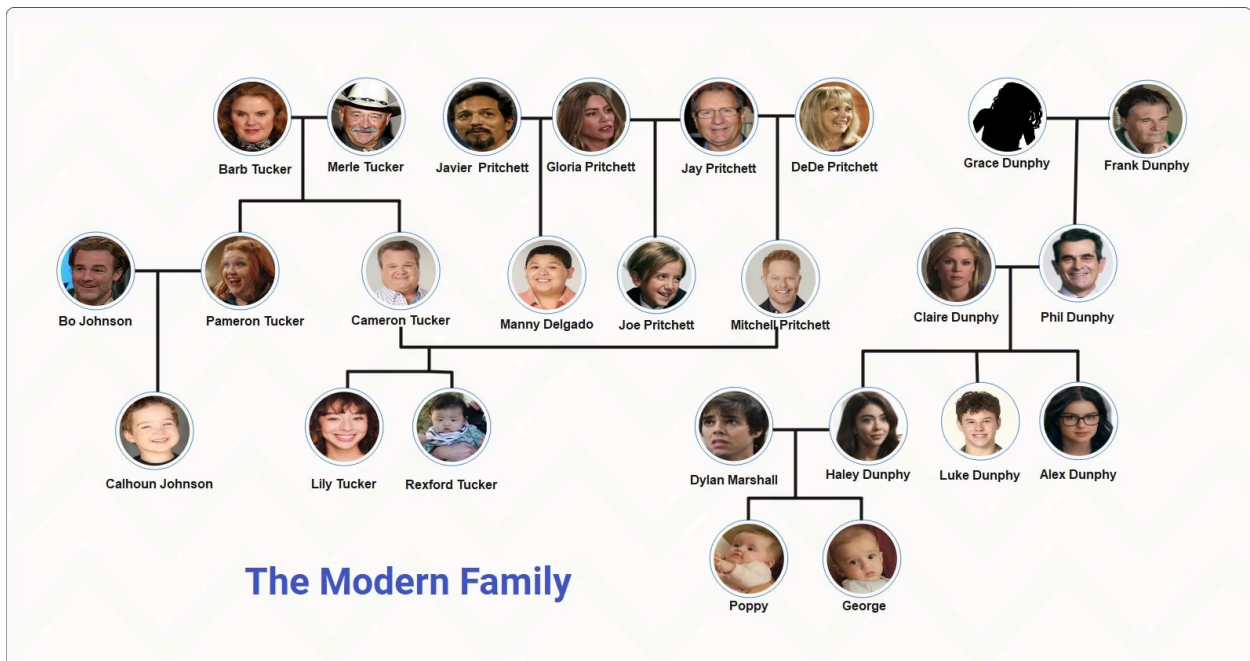 Barb Tucker
Merle Tucker
Javier Pritchett
Gloria Pritchett
Jay Pritchett
DeDe Pritchett
Grace Dunphy
Frank Dunphy
Bo Johnson
Pameron Tucker
Cameron Tucker
Manny Delgado
Joe Pritchett
Mitchell Pritchett
Claire Dunphy
Phil Dunphy
Calhoun Johnson
Lily Tucker
Rexford Tucker
Dylan Marshall
Haley Dunphy
Luke Dunphy
Alex Dunphy
The Modern Family
Poppy
George